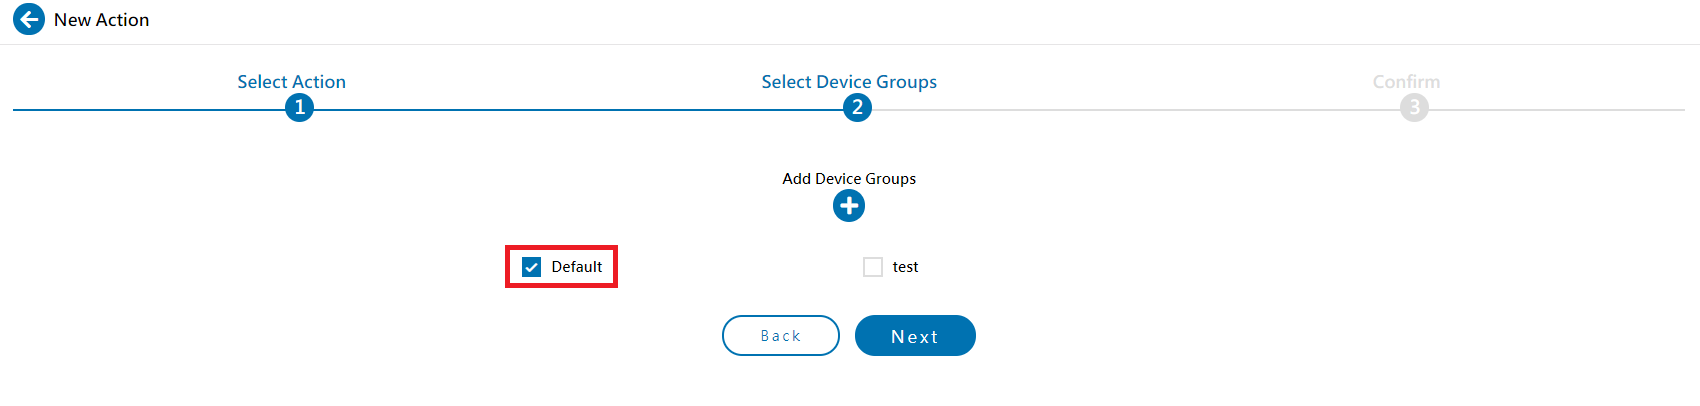 New Action
Select Action
Select Device Groups
Confirm
1
2
3
Add Device Groups
Default
test
Back
Next